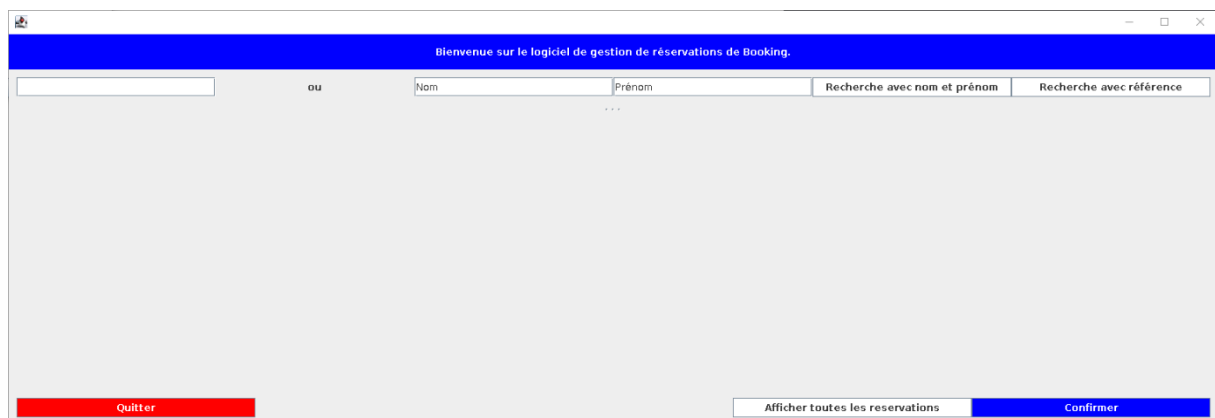 Bienvenue sur le logiciel de gestion de réservations de Booking.
ou Nom Prénom Recherche avec nom et prénom Recherche avec référence
...
Quitter Afficher toutes les reservations Confirmer